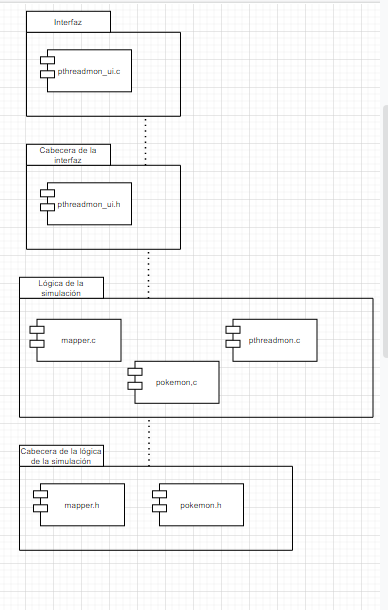 Interfaz
pthreadmon_ui.c
Cabecera de la
interfaz
pthreadmon_ui.h
Lógica de la
simulación
mapper.c
pthreadmon.c
pokemon,c
Cabecera de la lógica
de la simulación
mapper.h
pokemon.h